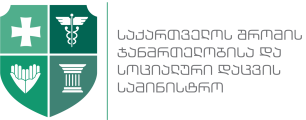 საქართველოს შრომის
ჯანმრთელობისა და
სოციალური დაცვის
სამინისტრო